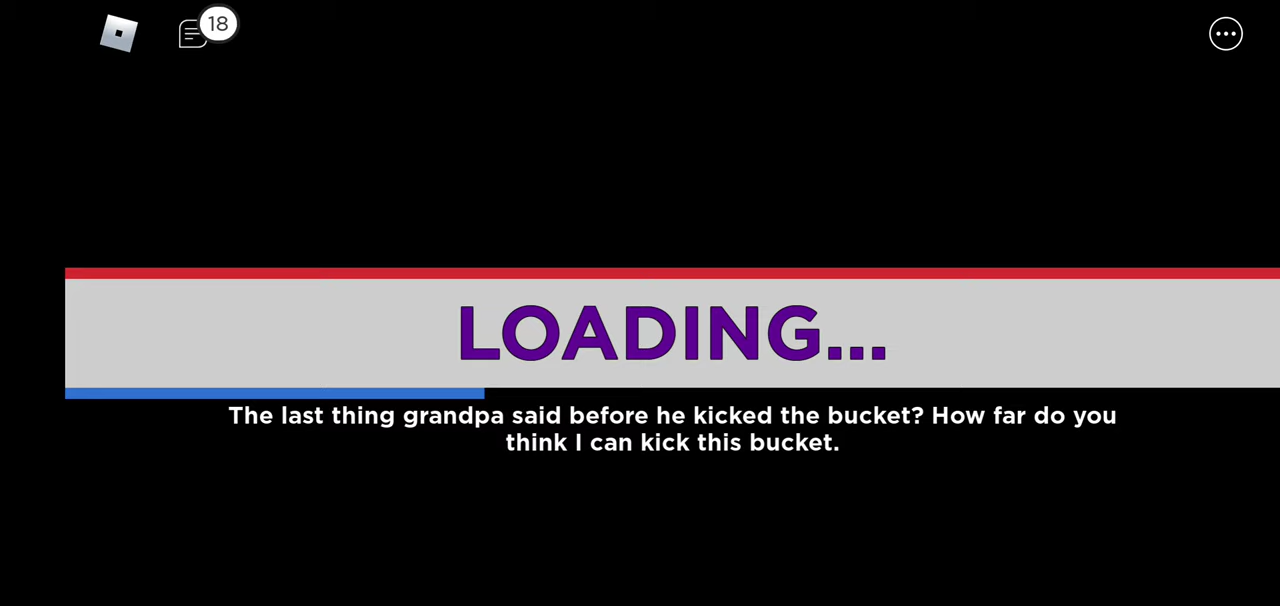 18
LOADING...
The last thing grandpa said before he kicked the bucket? How far do you
think I can kick this bucket.